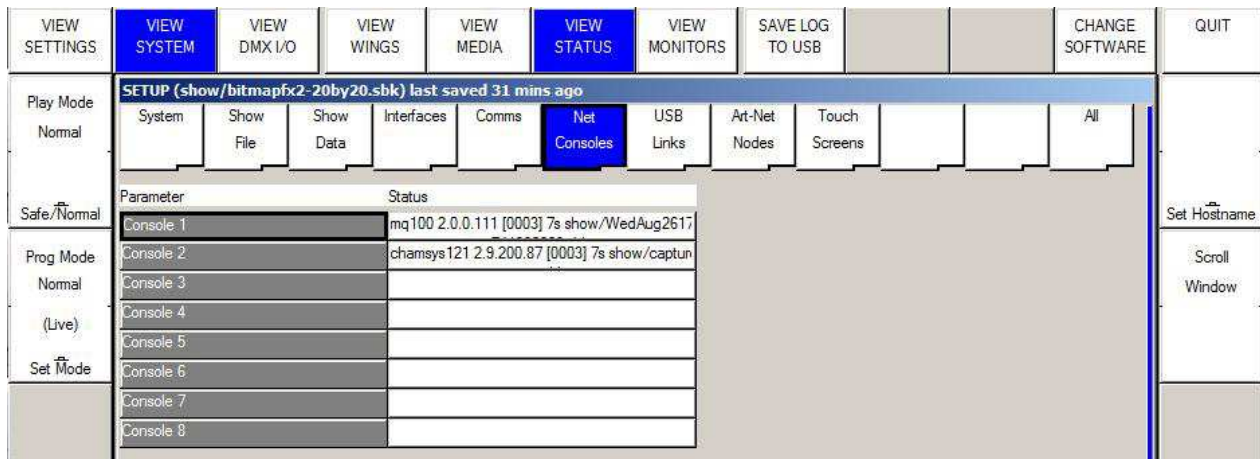 VIEW SETTINGS
VIEW SYSTEM
VIEW DMX I/O
VIEW WINGS
VIEW MEDIA
VIEW STATUS
VIEW MONITORS
SAVE LOG TO USB
CHANGE SOFTWARE
QUIT
Play Mode
Normal
Safe/Normal
Prog Mode
Normal
(Live)
Set Mode
SETUP (show/bitmapfx2-20by20.sbk) last saved 31 mins ago
System
Show File
Show Data
Interfaces
Comms
Net Consoles
USB Links
Art-Net Nodes
Touch Screens
All
Parameter Status
Console 1 mq100 2.0.0.111 [0003] 7s show/WedAug2617
Console 2 chamsys121 2.9.200.87 [0003] 7s show/captur
Console 3
Console 4
Console 5
Console 6
Console 7
Console 8
Set Hostname
Scroll
Window